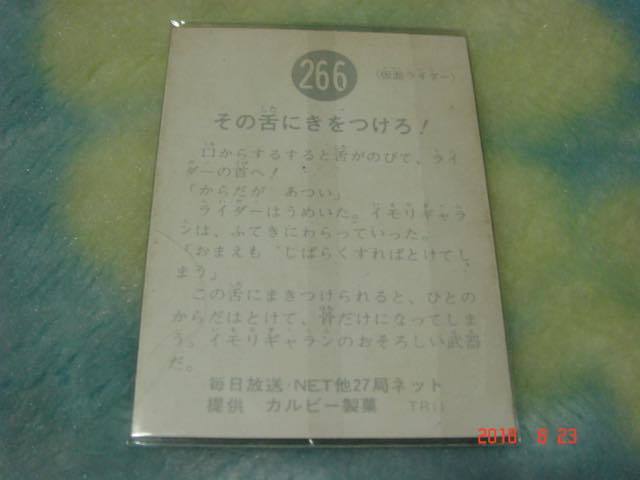 266
(仮面ライダー)
その舌にきをつけろ!
口からするすると舌がのびて、ライ
ダーの首へ!
「からだが あつい」
ライダーはうめいた。イモリギャラ
ンは、ふてきにわらっていった。
「おまえも しばらくすればとけてし
まう」
この舌にまきつけられると、ひとの
からだはとけて、骨だけになってしま
う。イモリギャランのおそろしい武器
だ。
毎日放送・NET他27局ネット
提供 カルビー製菓 TR11
2010. 8 23